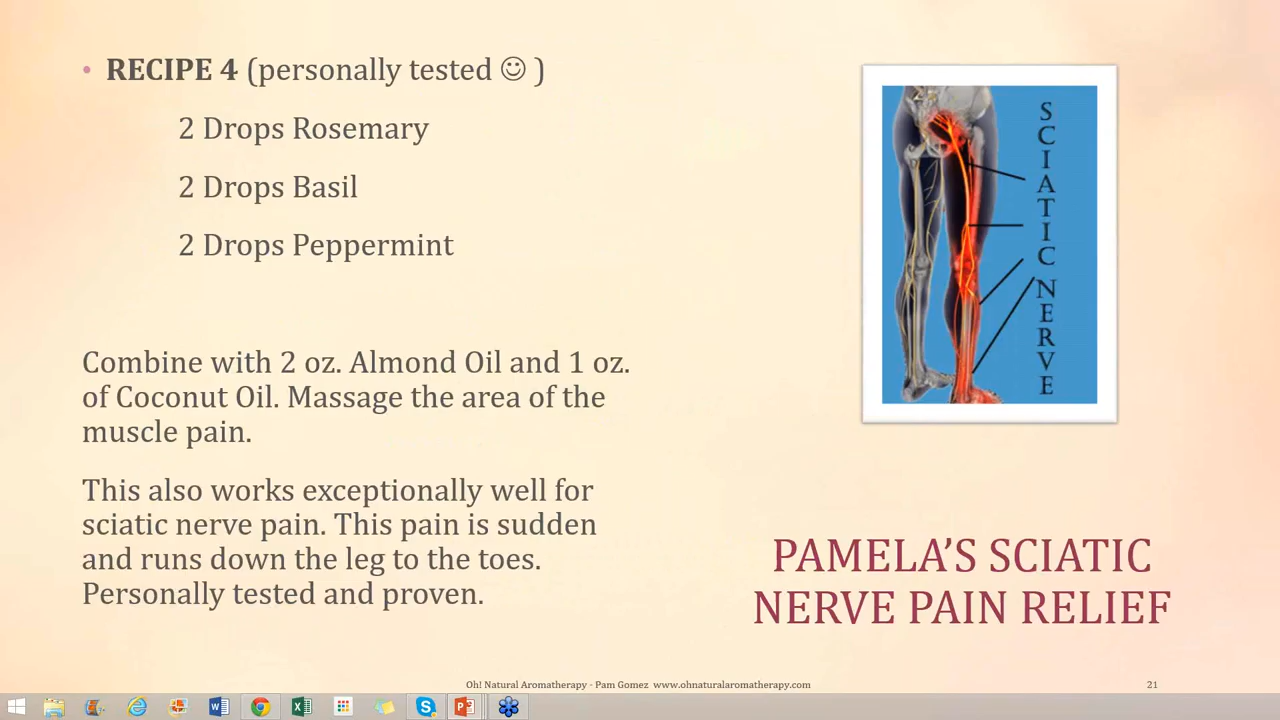 • RECIPE 4 (personally tested ☺ )
2 Drops Rosemary
2 Drops Basil
2 Drops Peppermint
Combine with 2 oz. Almond Oil and 1 oz.
of Coconut Oil. Massage the area of the
muscle pain.
This also works exceptionally well for
sciatic nerve pain. This pain is sudden
and runs down the leg to the toes.
Personally tested and proven.
SCIATIC NERVE
PAMELA’S SCIATIC
NERVE PAIN RELIEF
Oh! Natural Aromatherapy - Pam Gomez www.ohnaturalaromatherapy.com
21